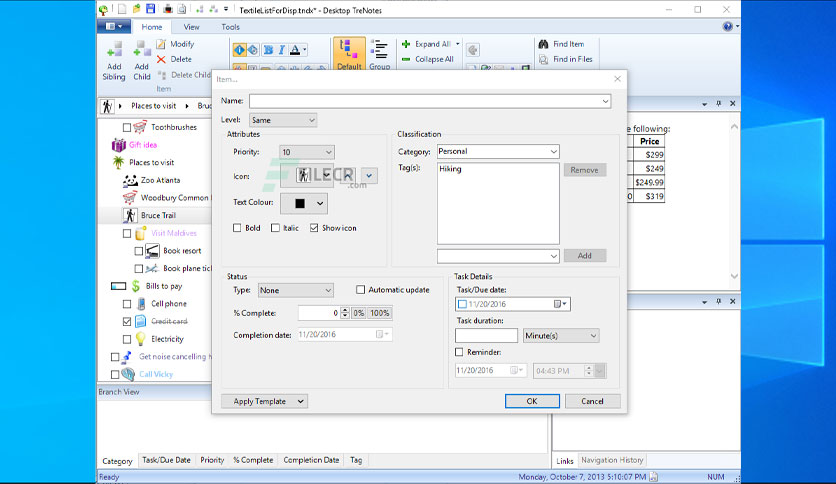 TextileListForDisp.tndx* - Desktop TreNotes
Home View Tools
Add Sibling
Add Child
Modify
Delete
Delete Child
Item
B I A
Default
Group
Expand All
Collapse All
Find Item
Find in Files
Places to visit
Toothbrushes
Gift idea
Places to visit
Zoo Atlanta
Woodbury Common
Bruce Trail
Visit Maldives
Book resort
Book plane
Bills to pay
Cell phone
Credit card
Electricity
Get noise cancelling
Call Vicky
Branch View
Item...
Name:
Level: Same
Attributes
Priority: 10
Icon:
FILECR
.com
Text Colour:
Bold Italic Show icon
Classification
Category: Personal
Tag(s): Hiking
Remove
Add
Status
Type: None Automatic update
% Complete: 0 0% 100%
Completion date: 11/20/2016
Task Details
Task/Due date:
11/20/2016
Task duration:
Minute(s)
Reminder:
11/20/2016 04:43 PM
Apply Template OK Cancel
following:
Price
$299
$249
$249.99
$319
Category Task/Due Date Priority % Complete Completion Date Tag
Links Navigation History
Ready
Monday, October 7, 2013 5:10:07 PM
NUM